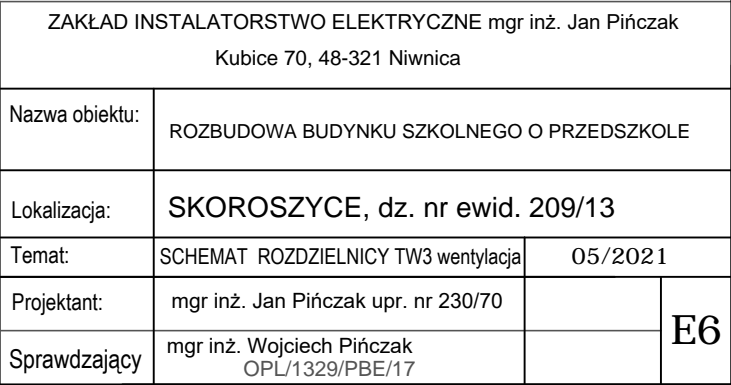 ZAKŁAD INSTALATORSTWO ELEKTRYCZNE mgr inż. Jan Pińczak
Kubice 70, 48-321 Niwnica
Nazwa obiektu:
ROZBUDOWA BUDYNKU SZKOLNEGO O PRZEDSZKOLE
Lokalizacja: SKOROSZYCE, dz. nr ewid. 209/13
Temat: SCHEMAT ROZDZIELNICY TW3 wentylacja 05/2021
Projektant: mgr inż. Jan Pińczak upr. nr 230/70
E6
Sprawdzający mgr inż. Wojciech Pińczak
OPL/1329/PBE/17